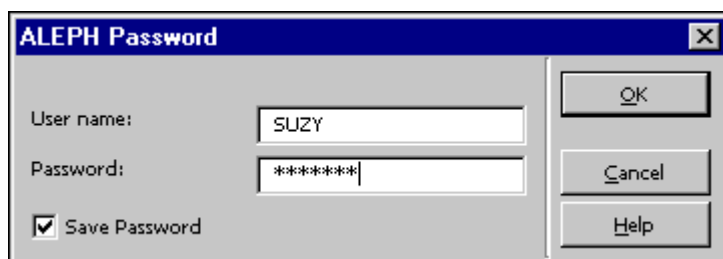 ALEPH Password
User name:
SUZY
Password:
*******
Save Password
OK
Cancel
Help